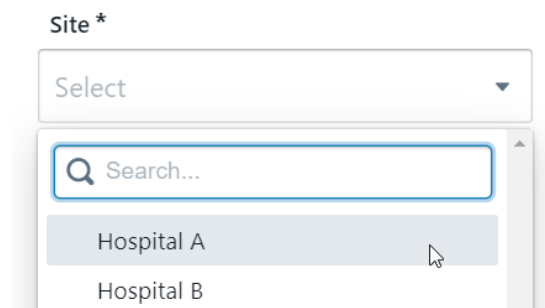 Site *
Select
Search...
Hospital A
Hospital B